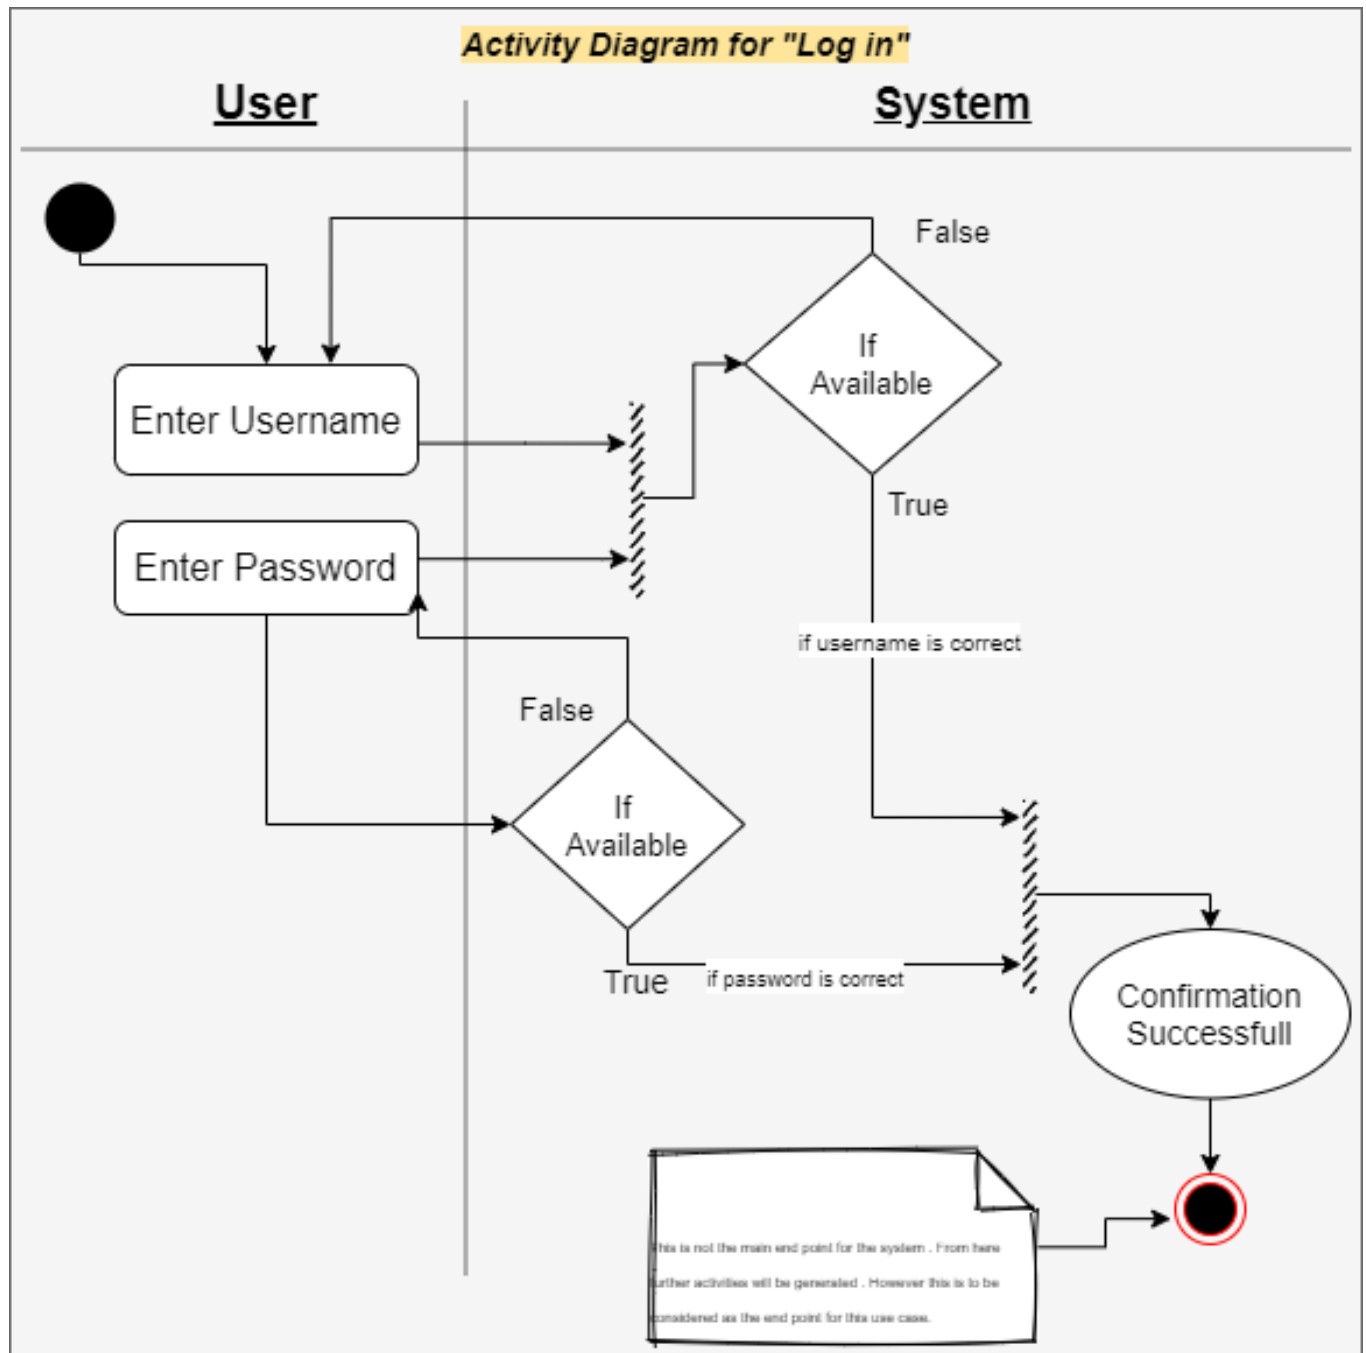 Activity Diagram for "Log in"
User
System
False
If
Available
Enter Username
True
Enter Password
if username is correct
False
If
Available
True
if password is correct
Confirmation
Successfull
This is not the main end point for the system . From here
further activities will be generated . However this is to be
considered as the end point for this use case.